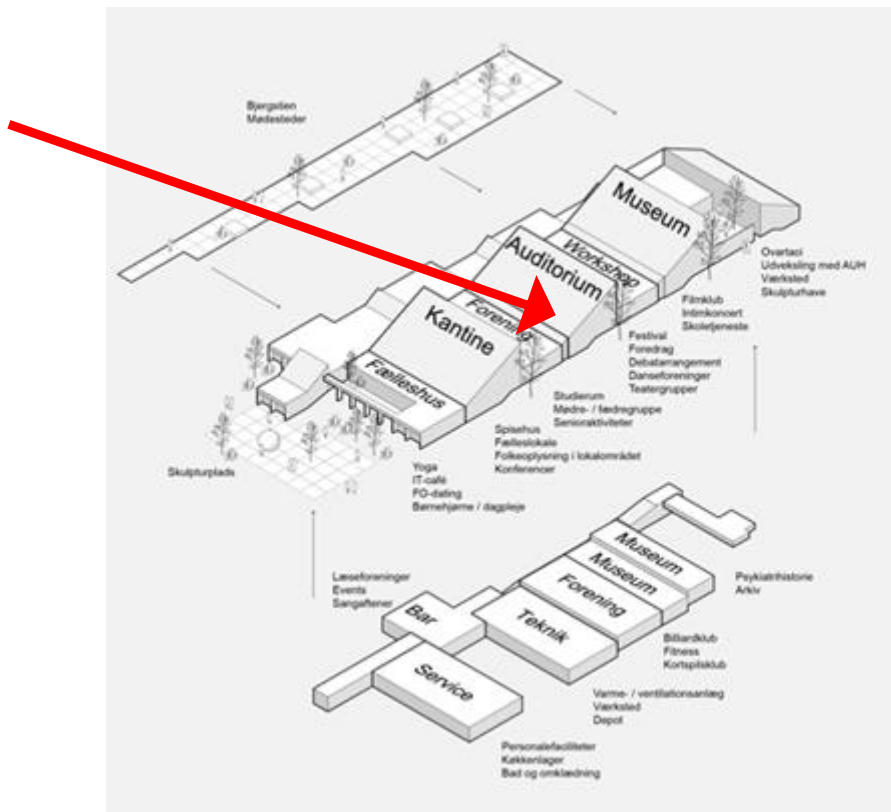 Bjergstien
Mødesteder
Museum
Workshop
Auditorium
Forening
Kantine
Fælleshus
Ovartaci
Udveksling med AUH
Værksted
Skulpturhave
Filmklub
Intimkoncert
Skoletjeneste
Festival
Foredrag
Debatarrangement
Danseforeninger
Teatergrupper
Studierum
Mødre- / fædregruppe
Senioraktiviteter
Spisehus
Fælleslokale
Folkeoplysning i lokalområdet
Konferencer
Skulpturplads
Yoga
IT-café
FO-dating
Børnehjørne / dagpleje
Læseforeninger
Events
Sangaftener
Museum
Museum
Forening
Teknik
Bar
Service
Psykiatrihistorie
Arkiv
Billiardklub
Fitness
Kortspilsklub
Varme- / ventilationsanlæg
Værksted
Depot
Personalefaciliteter
Køkkenlager
Bad og omklædning